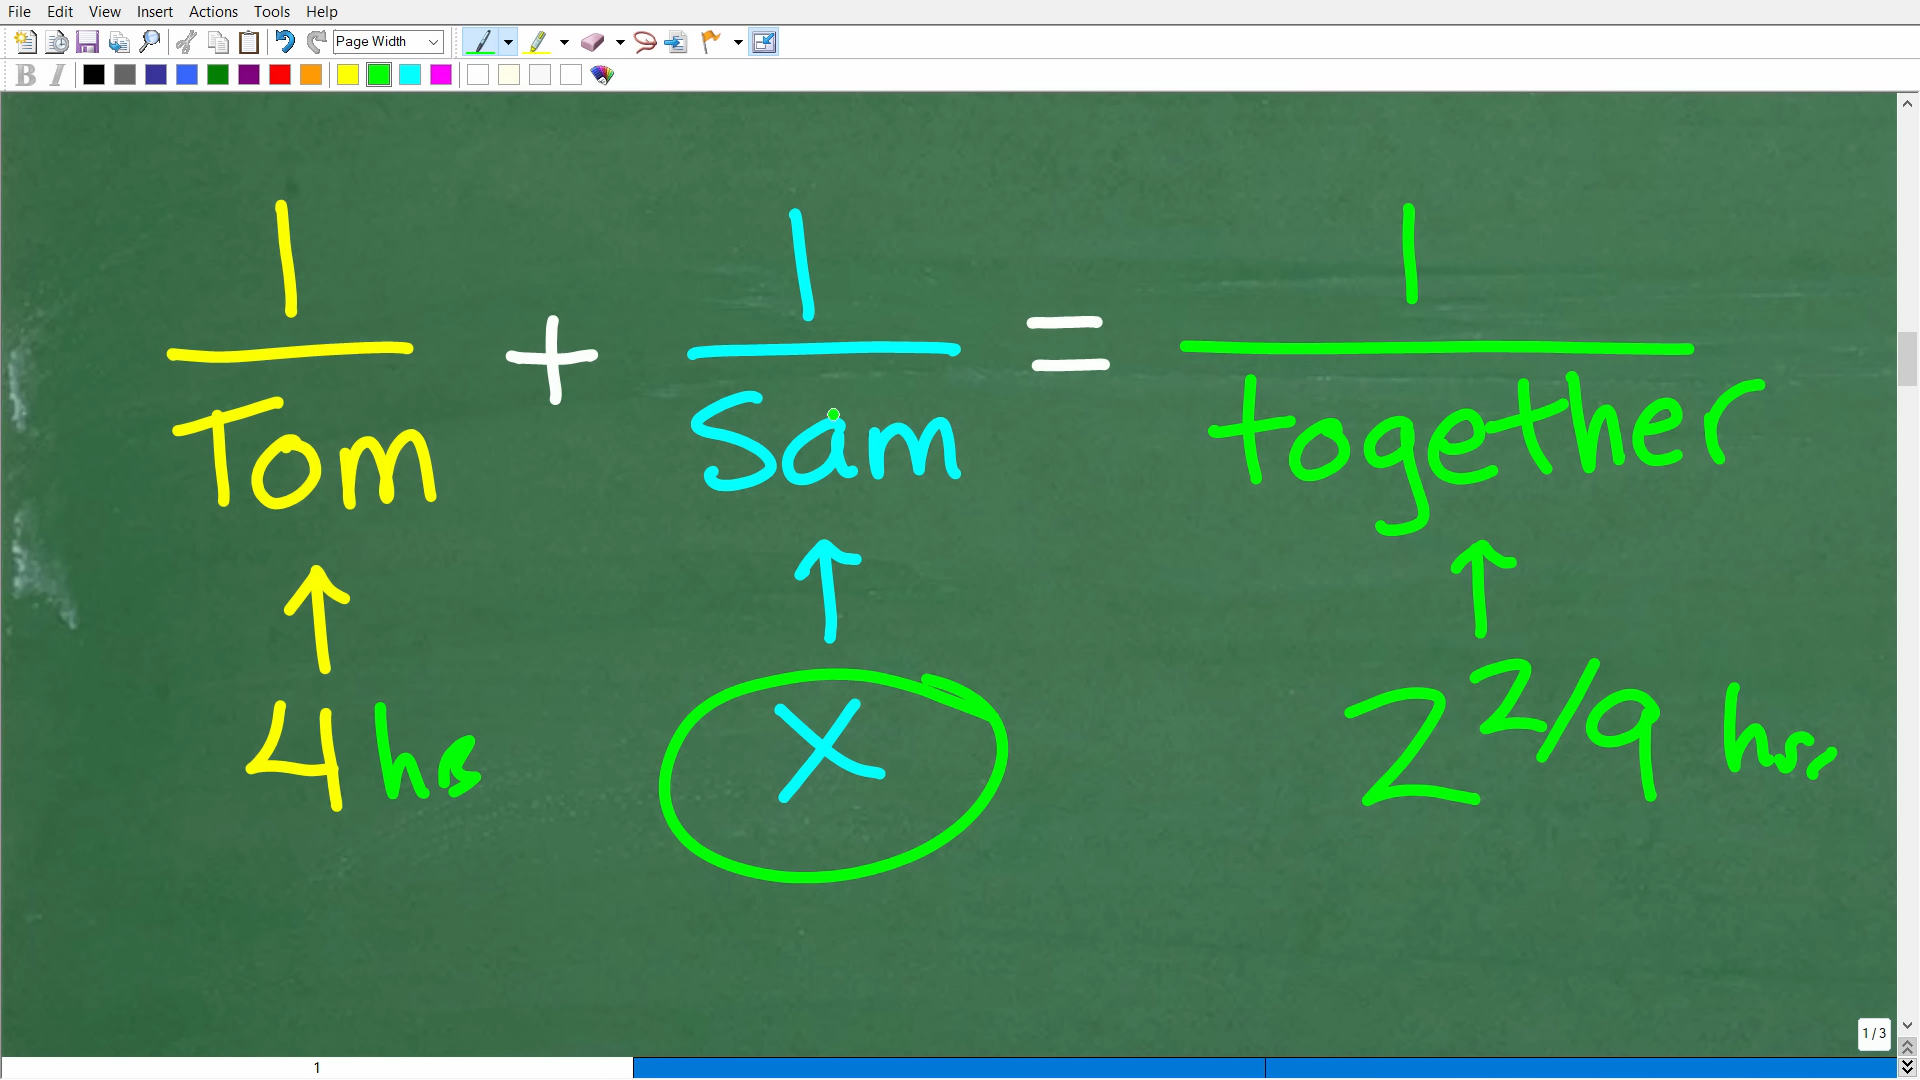 File Edit View Insert Actions Tools Help
Page Width
B I
1 1 1
+ =
Tom Sam together
4 hs X 2 2/9 hrs.
1 / 3
1